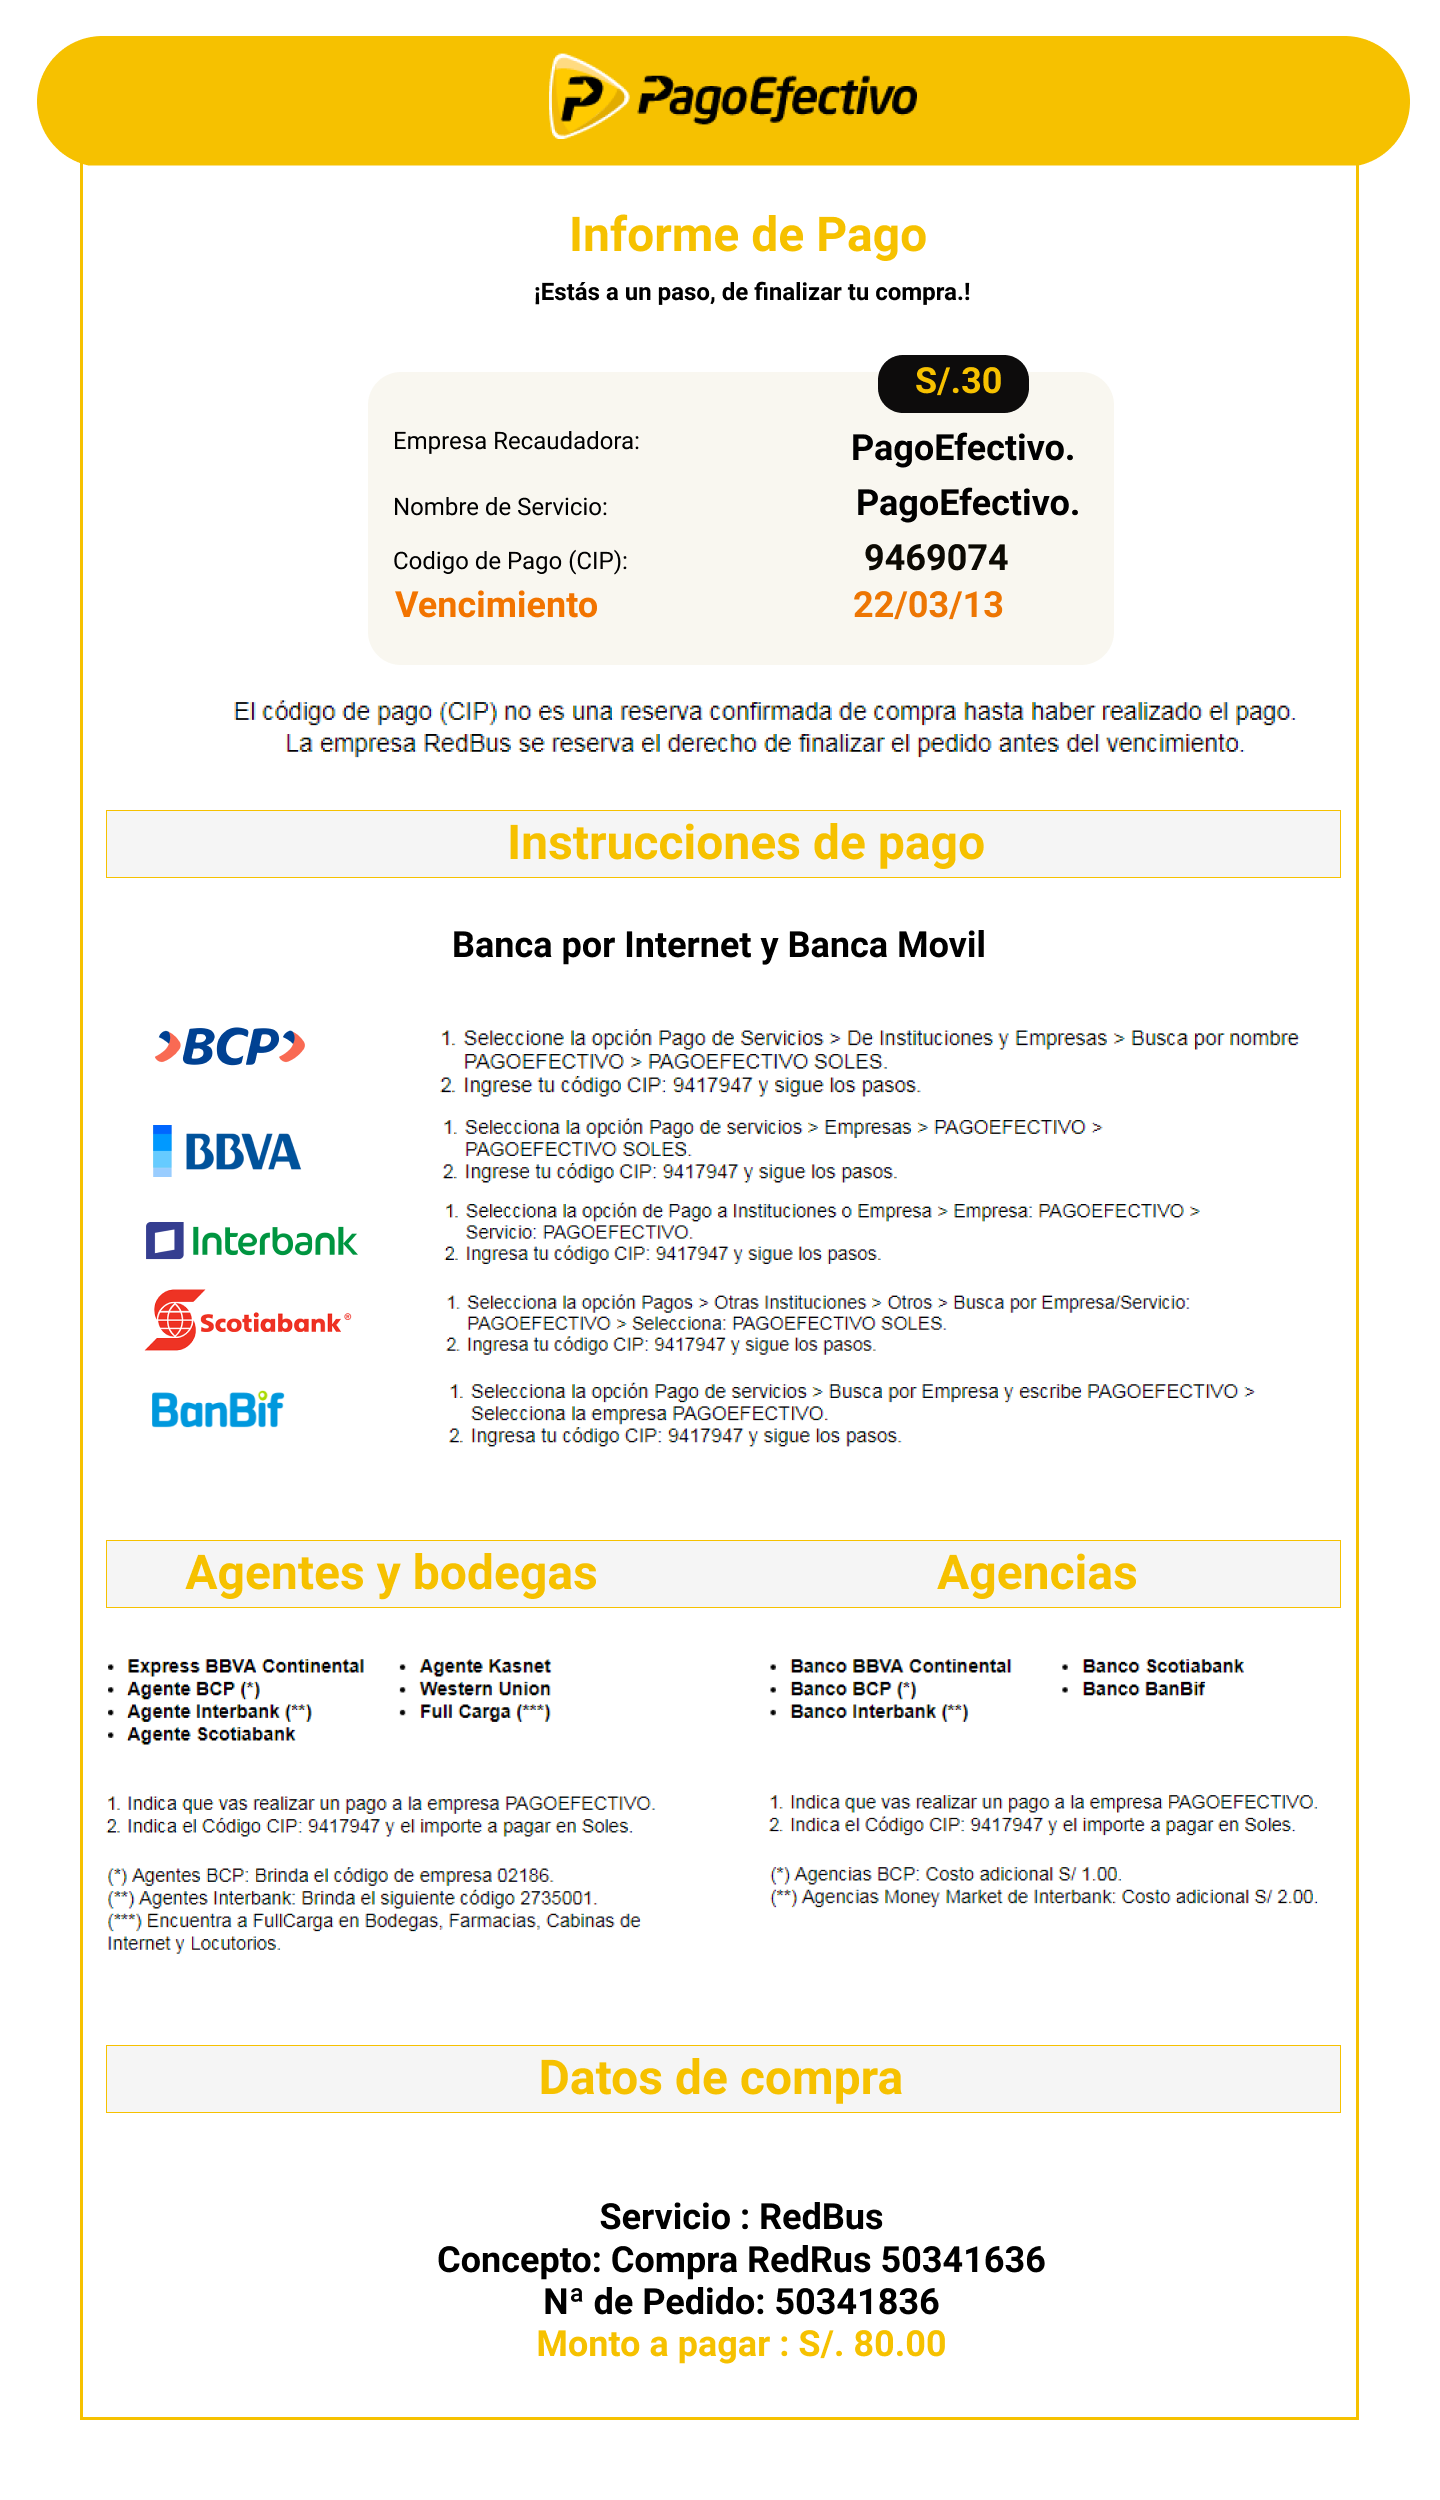 PagoEfectivo
Informe de Pago
¡Estás a un paso, de finalizar tu compra.!
S/.30
Empresa Recaudadora: PagoEfectivo.
Nombre de Servicio: PagoEfectivo.
Codigo de Pago (CIP): 9469074
Vencimiento 22/03/13
El código de pago (CIP) no es una reserva confirmada de compra hasta haber realizado el pago.
La empresa RedBus se reserva el derecho de finalizar el pedido antes del vencimiento.
Instrucciones de pago
Banca por Internet y Banca Movil
BCP
1. Seleccione la opción Pago de Servicios > De Instituciones y Empresas > Busca por nombre
PAGOEFECTIVO > PAGOEFECTIVO SOLES.
2. Ingrese tu código CIP: 9417947 y sigue los pasos.
BBVA
1. Selecciona la opción Pago de servicios > Empresas > PAGOEFECTIVO >
PAGOEFECTIVO SOLES.
2. Ingrese tu código CIP: 9417947 y sigue los pasos.
Interbank
1. Selecciona la opción de Pago a Instituciones o Empresa > Empresa: PAGOEFECTIVO >
Servicio: PAGOEFECTIVO.
2. Ingresa tu código CIP: 9417947 y sigue los pasos.
Scotiabank®
1. Selecciona la opción Pagos > Otras Instituciones > Otros > Busca por Empresa/Servicio:
PAGOEFECTIVO > Selecciona: PAGOEFECTIVO SOLES.
2. Ingresa tu código CIP: 9417947 y sigue los pasos.
BanBif
1. Selecciona la opción Pago de servicios > Busca por Empresa y escribe PAGOEFECTIVO >
Selecciona la empresa PAGOEFECTIVO.
2. Ingresa tu código CIP: 9417947 y sigue los pasos.
Agentes y bodegas
• Express BBVA Continental
• Agente BCP (*)
• Agente Interbank (**)
• Agente Scotiabank
• Agente Kasnet
• Western Union
• Full Carga (***)
1. Indica que vas realizar un pago a la empresa PAGOEFECTIVO.
2. Indica el Código CIP: 9417947 y el importe a pagar en Soles.
(*) Agentes BCP: Brinda el código de empresa 02186.
(**) Agentes Interbank: Brinda el siguiente código 2735001.
(***) Encuentra a FullCarga en Bodegas, Farmacias, Cabinas de
Internet y Locutorios.
Agencias
• Banco BBVA Continental
• Banco BCP (*)
• Banco Interbank (**)
• Banco Scotiabank
• Banco BanBif
1. Indica que vas realizar un pago a la empresa PAGOEFECTIVO.
2. Indica el Código CIP: 9417947 y el importe a pagar en Soles.
(*) Agencias BCP: Costo adicional S/ 1.00.
(**) Agencias Money Market de Interbank: Costo adicional S/ 2.00.
Datos de compra
Servicio : RedBus
Concepto: Compra RedRus 50341636
Nª de Pedido: 50341836
Monto a pagar : S/. 80.00